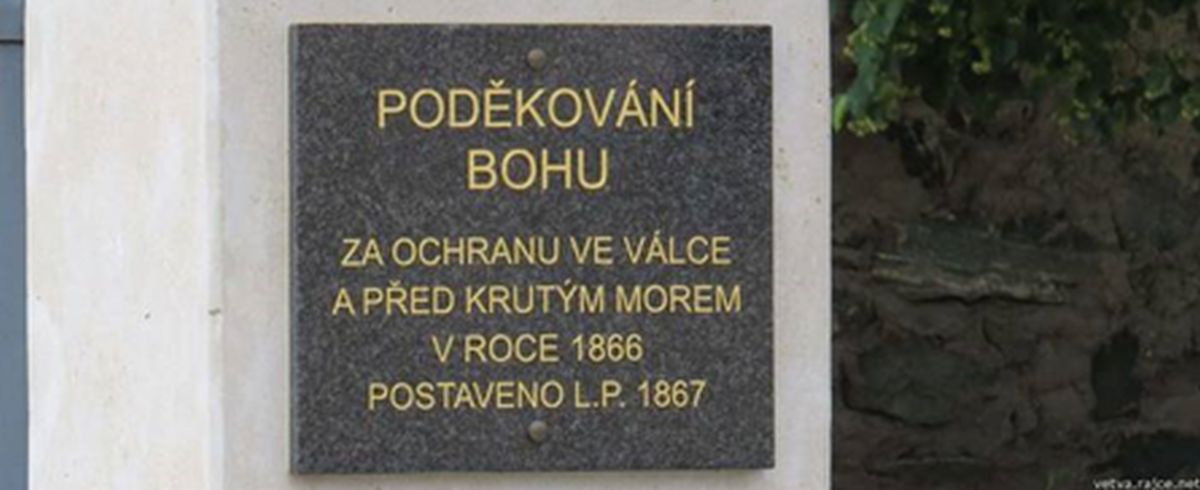 PODĚKOVÁNÍ
BOHU
ZA OCHRANU VE VÁLCE
A PŘED KRUTÝM MOREM
V ROCE 1866
POSTAVENO L.P. 1867
vetva.rajce.net